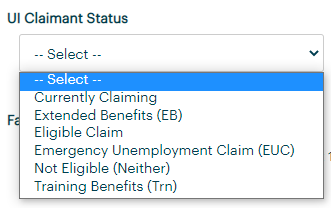 UI Claimant Status
-- Select --
-- Select --
Currently Claiming
Extended Benefits (EB)
Eligible Claim
Emergency Unemployment Claim (EUC)
Not Eligible (Neither)
Training Benefits (Trn)